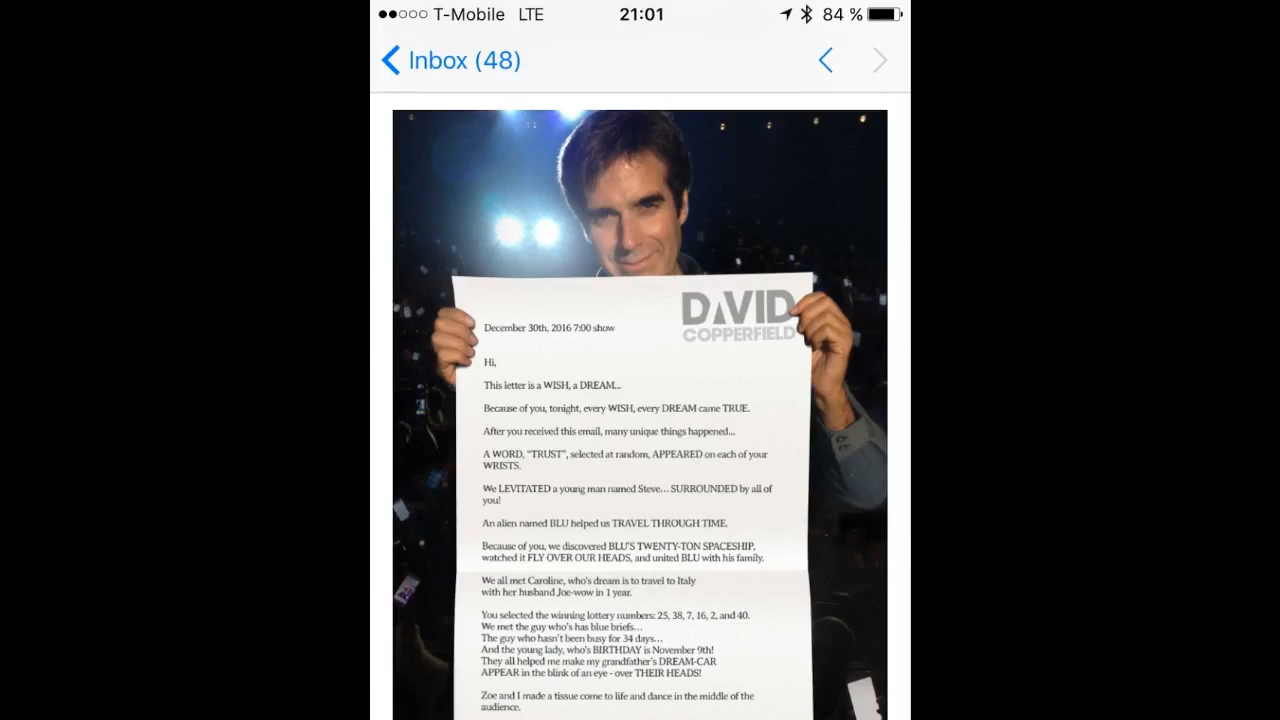 T-Mobile LTE 21:01 84 %
Inbox (48)
DAVID
COPPERFIELD
December 30th, 2016 7:00 show
Hi,
This letter is a WISH, a DREAM...
Because of you, tonight, every WISH, every DREAM came TRUE.
After you received this email, many unique things happened...
A WORD, “TRUST”, selected at random, APPEARED on each of your
WRISTS.
We LEVITATED a young man named Steve... SURROUNDED by all of
you!
An alien named BLU helped us TRAVEL THROUGH TIME.
Because of you, we discovered BLU'S TWENTY-TON SPACESHIP,
watched it FLY OVER OUR HEADS, and united BLU with his family.
We all met Caroline, who's dream is to travel to Italy
with her husband Joe-wow in 1 year.
You selected the winning lottery numbers: 25, 38, 7, 16, 2, and 40.
We met the guy who's has blue briefs...
The guy who hasn't been busy for 34 days...
And the young lady, who's BIRTHDAY is November 9th!
They all helped me make my grandfather's DREAM-CAR
APPEAR in the blink of an eye - over THEIR HEADS!
Zoe and I made a tissue come to life and dance in the middle of the
audience.